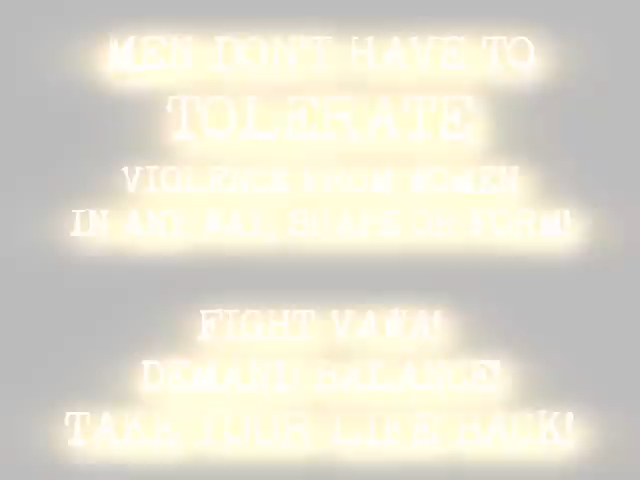 MEN DON'T HAVE TO
TOLERATE
VIOLENCE FROM WOMEN
IN ANY WAY, SHAPE OR FORM!
FIGHT VAWA!
DEMAND BALANCE!
TAKE YOUR LIFE BACK!